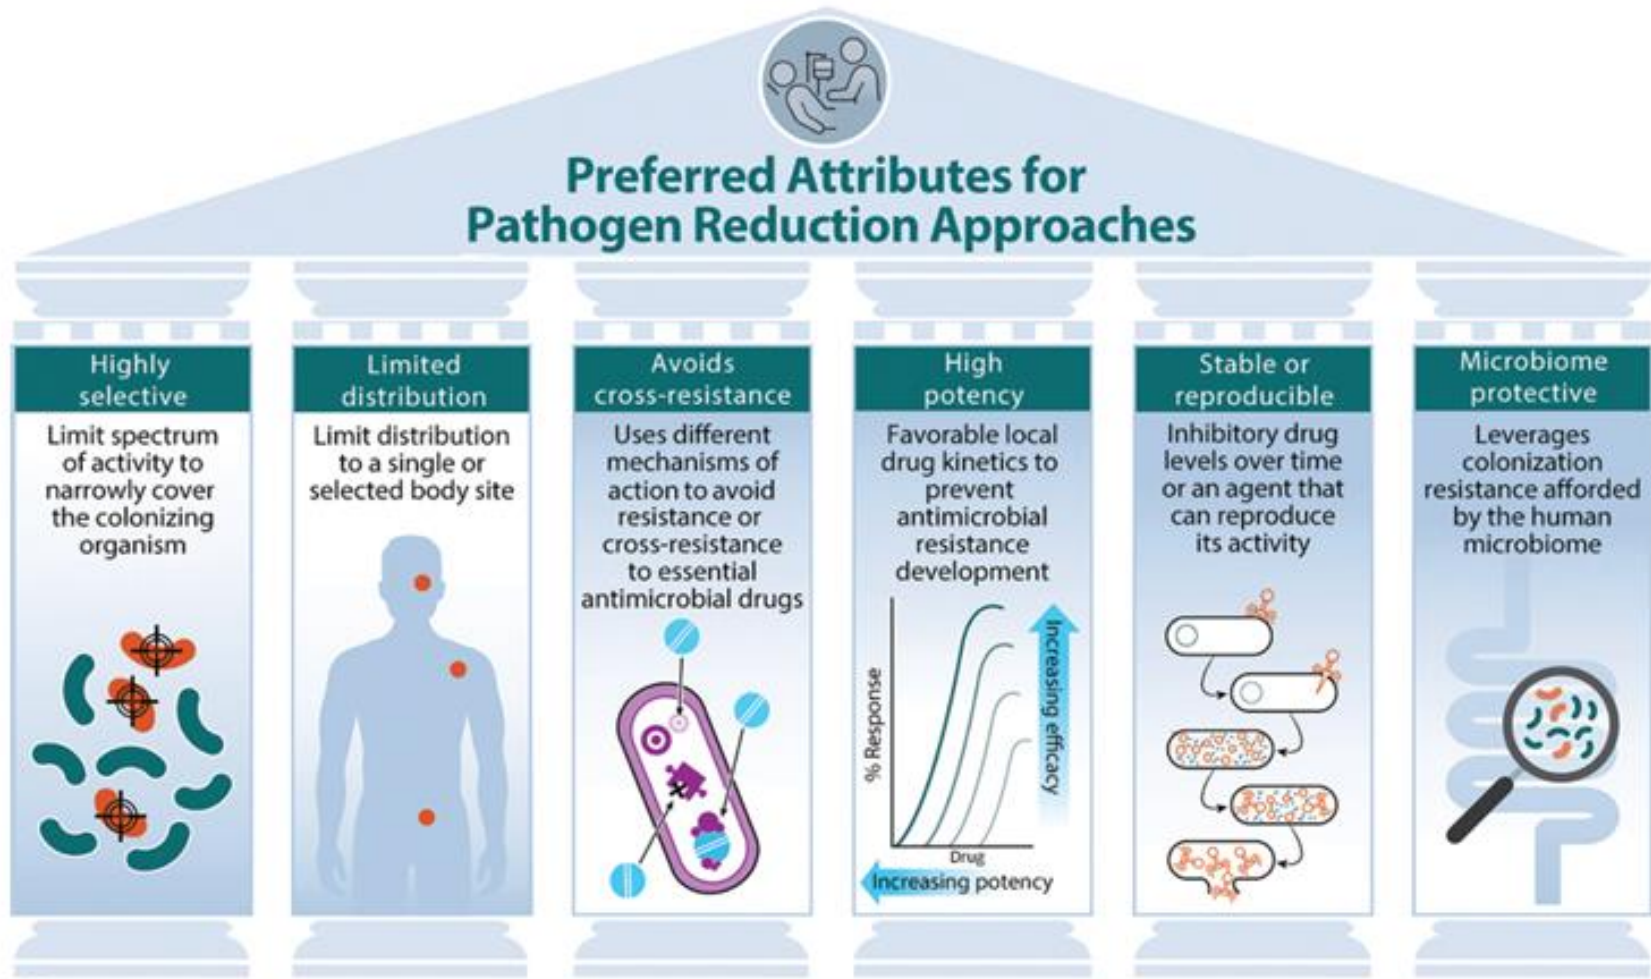 Preferred Attributes for
Pathogen Reduction Approaches
Highly
selective
Limit spectrum
of activity to
narrowly cover
the colonizing
organism
Limited
distribution
Limit distribution
to a single or
selected body site
Avoids
cross-resistance
Uses different
mechanisms of
action to avoid
resistance or
cross-resistance
to essential
antimicrobial drugs
High
potency
Favorable local
drug kinetics to
prevent
antimicrobial
resistance
development
% Response
Increasing efficacy
Drug
Increasing potency
Stable or
reproducible
Inhibitory drug
levels over time
or an agent that
can reproduce
its activity
Microbiome
protective
Leverages
colonization
resistance afforded
by the human
microbiome